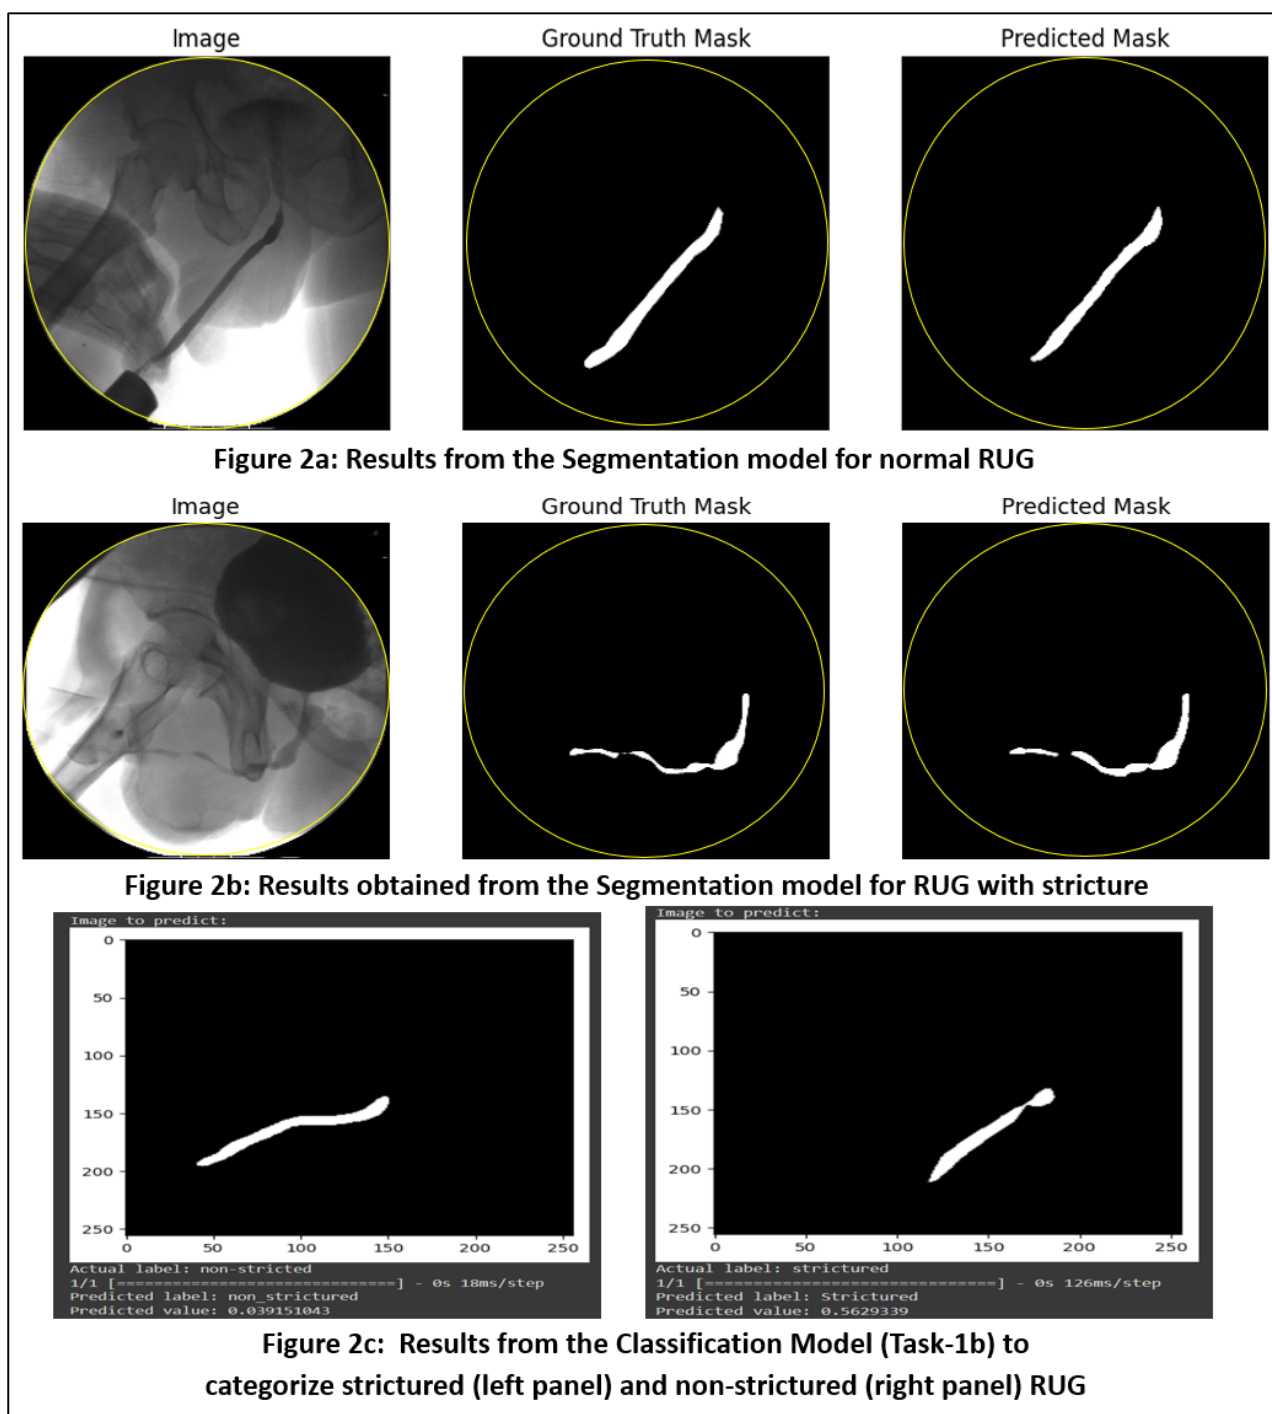 Image
Ground Truth Mask
Predicted Mask
Figure 2a: Results from the Segmentation model for normal RUG
Image
Ground Truth Mask
Predicted Mask
Figure 2b: Results obtained from the Segmentation model for RUG with stricture
Image to predict:
0
50
100
150
200
250
0 50 100 150 200 250
Actual label: non-stricted
1/1 [==============================] - 0s 18ms/step
Predicted label: non_strictured
Predicted value: 0.039151043
Image to predict:
0
50
100
150
200
250
0 50 100 150 200 250
Actual label: strictured
1/1 [==============================] - 0s 126ms/step
Predicted label: Strictured
Predicted value: 0.5629339
Figure 2c: Results from the Classification Model (Task-1b) to
categorize strictured (left panel) and non-strictured (right panel) RUG